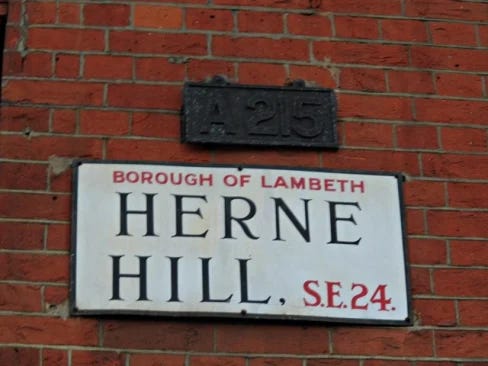 A215
BOROUGH OF LAMBETH
HERNE
HILL, S.E.24.